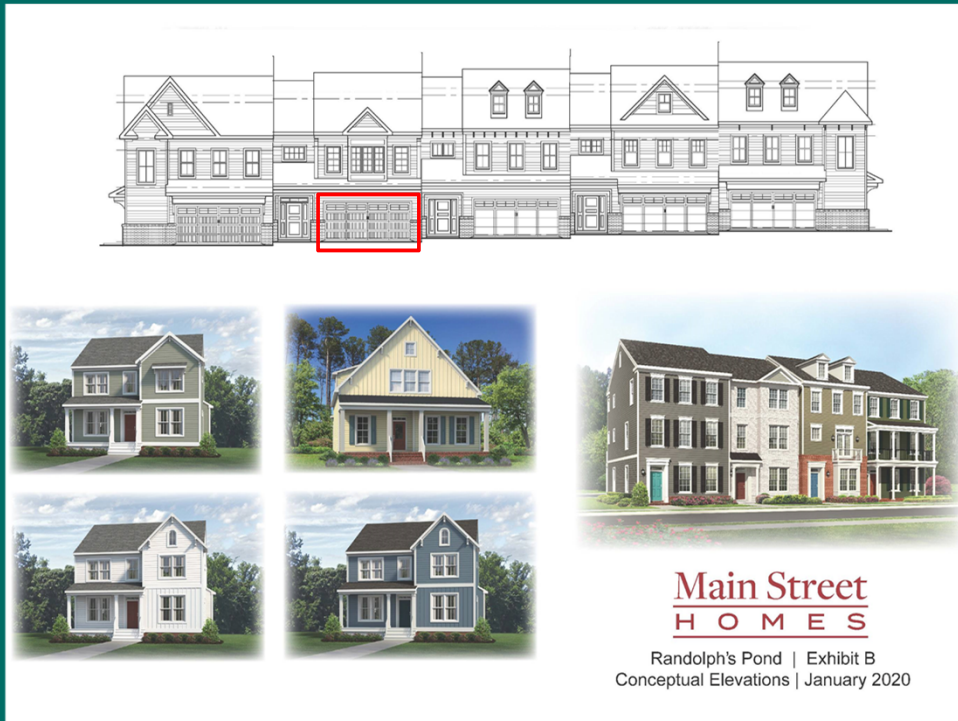 Main Street
HOMES
Randolph's Pond | Exhibit B
Conceptual Elevations | January 2020